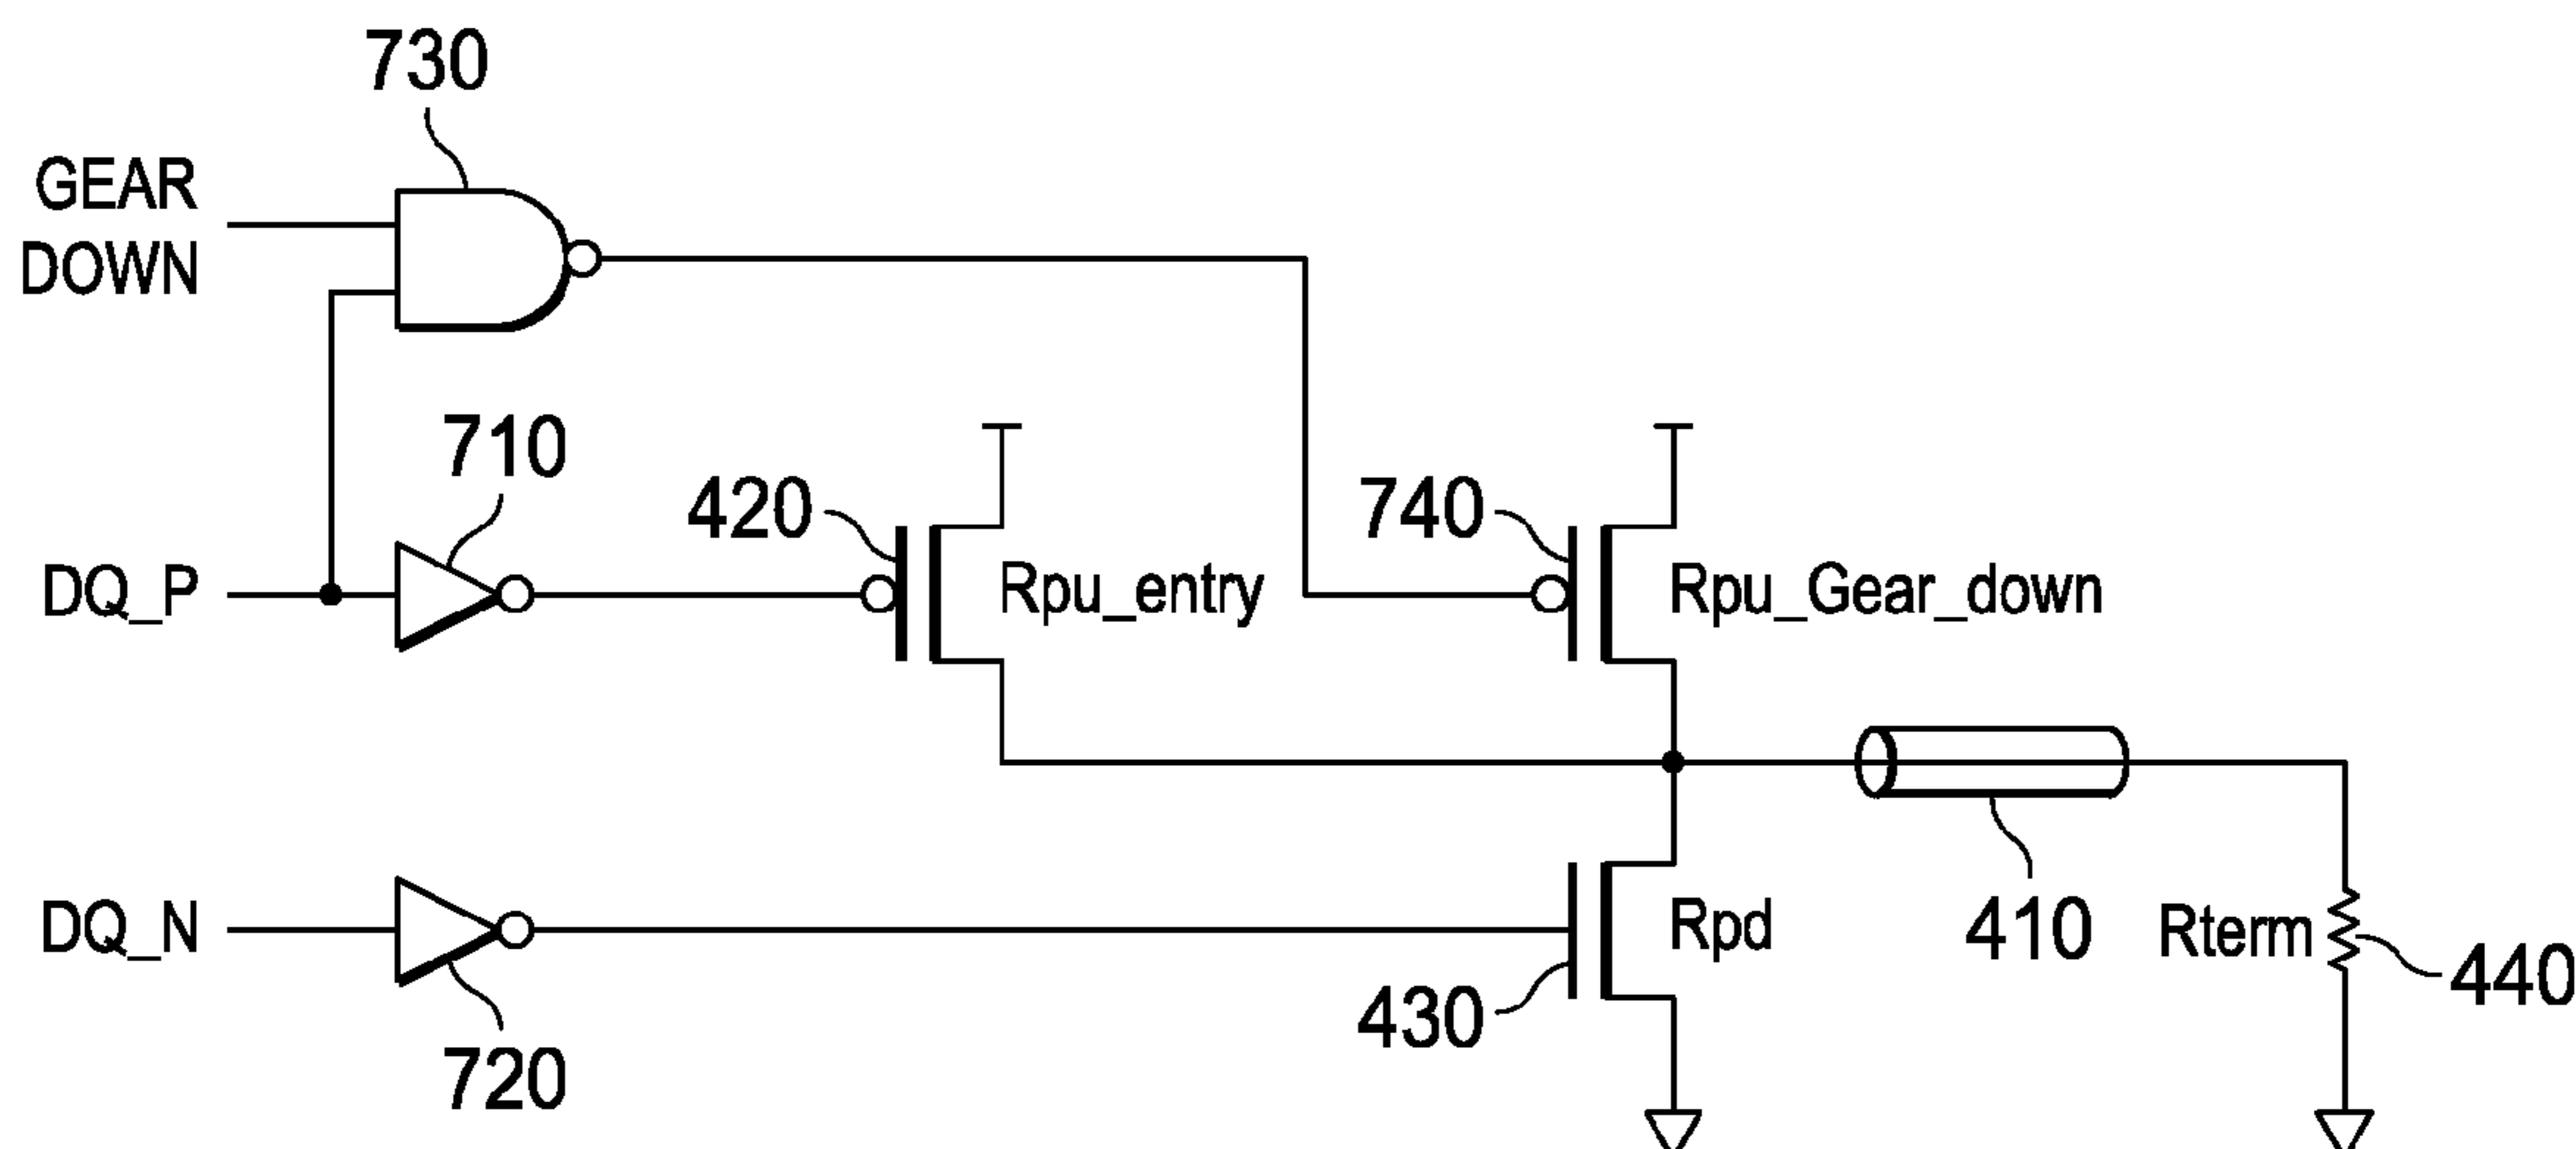 730
GEAR
DOWN
710
420
740
DQ_P
Rpu_entry
Rpu_Gear_down
DQ_N
Rpd
410
Rterm
440
430
720